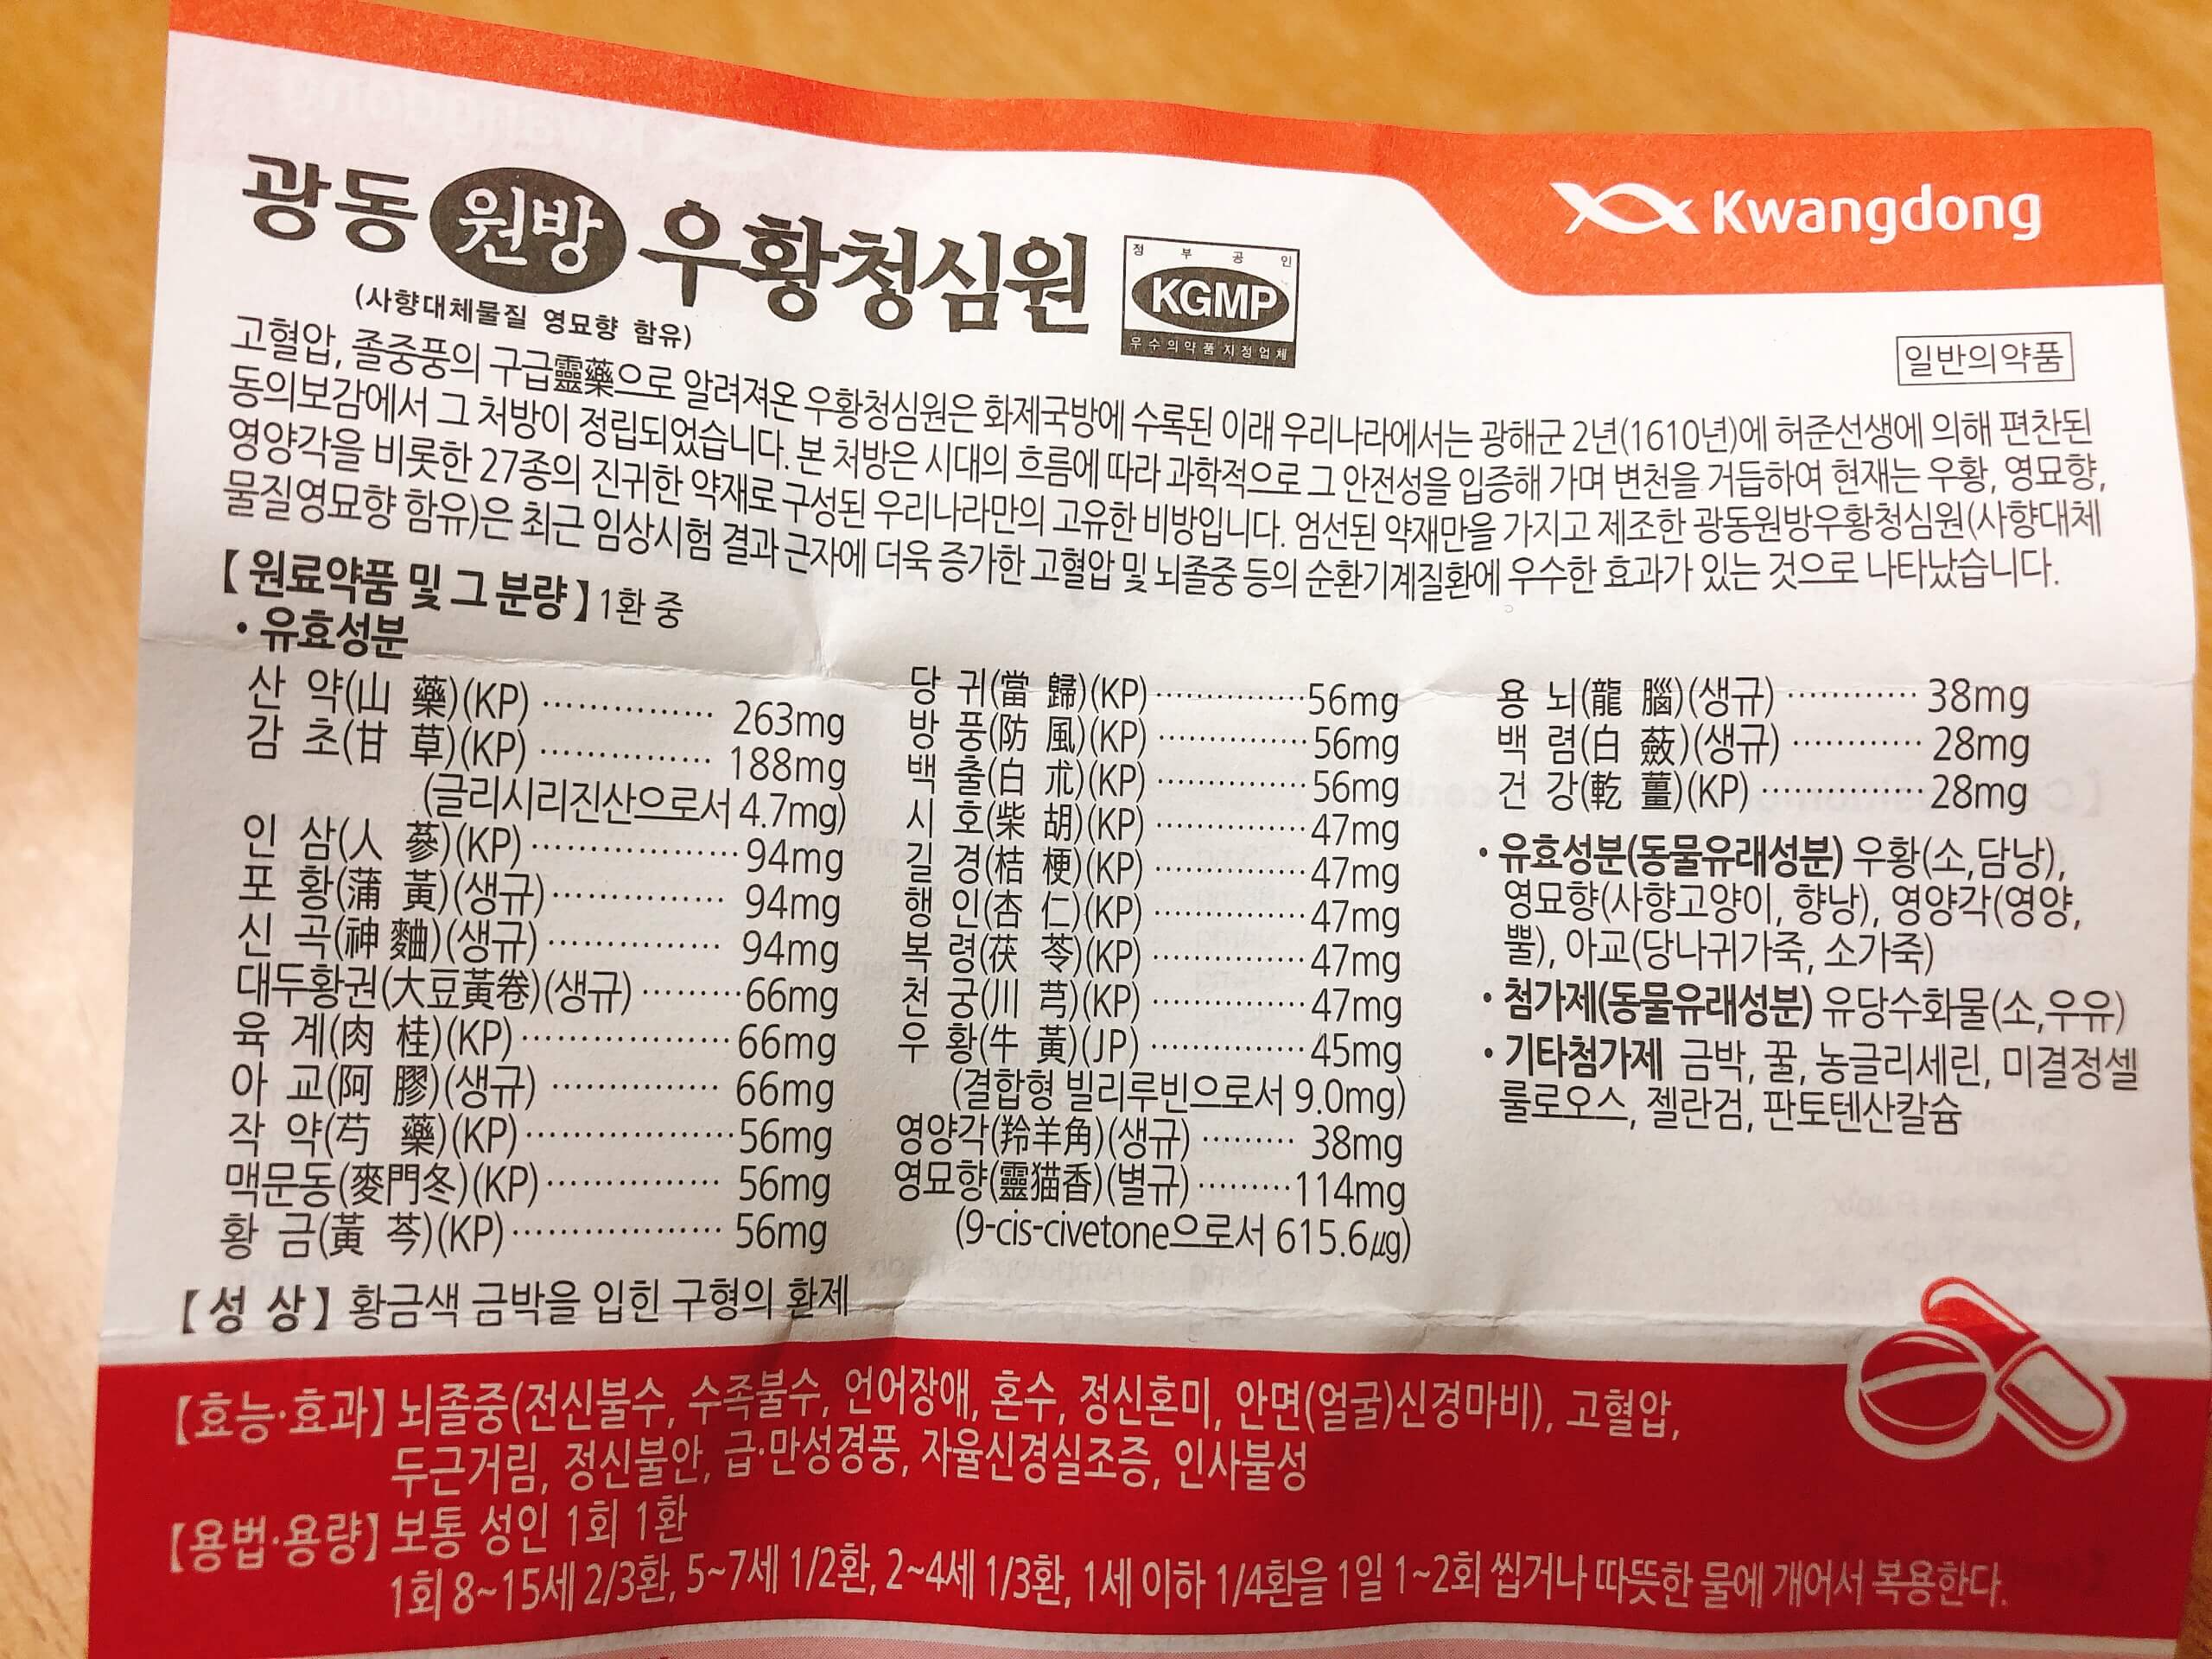 Kwangdong
광동 원방 우황청심원
정부공인
KGMP
우수의약품지정업체
(사향대체물질 영묘향 함유)
일반의약품
고혈압, 졸중풍의 구급靈藥으로 알려져온 우황청심원은 화제국방에 수록된 이래 우리나라에서는 광해군 2년(1610년)에 허준선생에 의해 편찬된
동의보감에서 그 처방이 정립되었습니다. 본 처방은 시대의 흐름에 따라 과학적으로 그 안전성을 입증해 가며 변천을 거듭하여 현재는 우황, 영묘향,
영양각을 비롯한 27종의 진귀한 약재로 구성된 우리나라만의 고유한 비방입니다. 엄선된 약재만을 가지고 제조한 광동원방우황청심원(사향대체
물질영묘향 함유)은 최근 임상시험 결과 근자에 더욱 증가한 고혈압 및 뇌졸중 등의 순환기계질환에 우수한 효과가 있는 것으로 나타났습니다.
【원료약품 및 그 분량】1환 중
• 유효성분
산 약(山 藥)(KP) ················ 263mg
감 초(甘 草)(KP) ················ 188mg
(글리시리진산으로서 4.7mg)
인 삼(人 蔘)(KP) ···················94mg
포 황(蒲 黃)(생규) ················ 94mg
신 곡(神 麯)(생규) ················ 94mg
대두황권(大豆黃卷)(생규) ·········66mg
육 계(肉 桂)(KP) ···················66mg
아 교(阿 膠)(생규) ················ 66mg
작 약(芍 藥)(KP) ···················56mg
맥문동(麥門冬)(KP) ················ 56mg
황 금(黃 芩)(KP) ··················· 56mg
당 귀(當 歸)(KP) ··············56mg
방 풍(防 風)(KP) ··············56mg
백 출(白 朮)(KP) ··············56mg
시 호(柴 胡)(KP) ··············47mg
길 경(桔 梗)(KP) ··············47mg
행 인(杏 仁)(KP) ··············47mg
복 령(茯 苓)(KP) ··············47mg
천 궁(川 芎)(KP) ··············47mg
우 황(牛 黃)(JP) ··············45mg
(결합형 빌리루빈으로서 9.0mg)
영양각(羚羊角)(생규) ········· 38mg
영묘향(靈猫香)(별규) ·········114mg
(9-cis-civetone으로서 615.6㎍)
용 뇌(龍 腦)(생규) ············ 38mg
백 렴(白 蘞)(생규) ············ 28mg
건 강(乾 薑)(KP) ··············28mg
• 유효성분(동물유래성분) 우황(소,담낭),
영묘향(사향고양이, 향낭), 영양각(영양,
뿔), 아교(당나귀가죽, 소가죽)
• 첨가제(동물유래성분) 유당수화물(소,우유)
• 기타첨가제 금박, 꿀, 농글리세린, 미결정셀
룰로오스, 젤란검, 판토텐산칼슘
【성 상】 황금색 금박을 입힌 구형의 환제
【효능·효과】 뇌졸중(전신불수, 수족불수, 언어장애, 혼수, 정신혼미, 안면(얼굴)신경마비), 고혈압,
두근거림, 정신불안, 급·만성경풍, 자율신경실조증, 인사불성
【용법·용량】 보통 성인 1회 1환
1회 8~15세 2/3환, 5~7세 1/2환, 2~4세 1/3환, 1세 이하 1/4환을 1일 1~2회 씹거나 따뜻한 물에 개어서 복용한다.